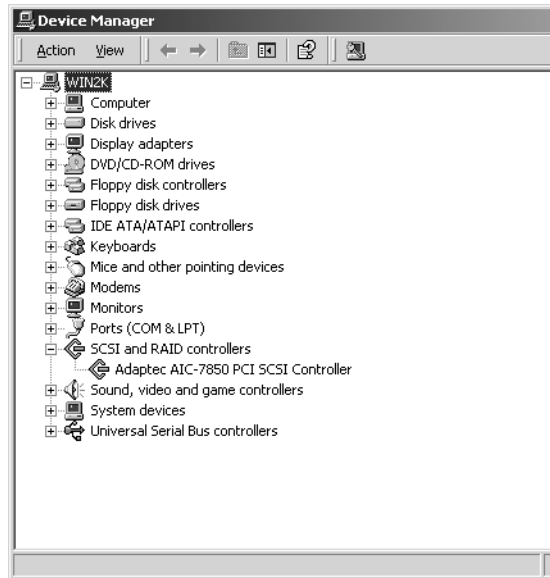 Device Manager
Action View
WIN2K
Computer
Disk drives
Display adapters
DVD/CD-ROM drives
Floppy disk controllers
Floppy disk drives
IDE ATA/ATAPI controllers
Keyboards
Mice and other pointing devices
Modems
Monitors
Ports (COM & LPT)
SCSI and RAID controllers
Adaptec AIC-7850 PCI SCSI Controller
Sound, video and game controllers
System devices
Universal Serial Bus controllers